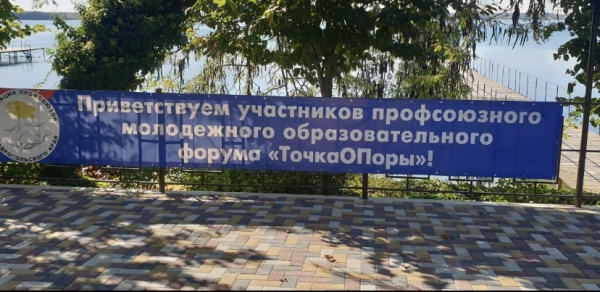 Приветствуем участников профсоюзного
молодежного образовательного
форума «ТочкаОПоры»!